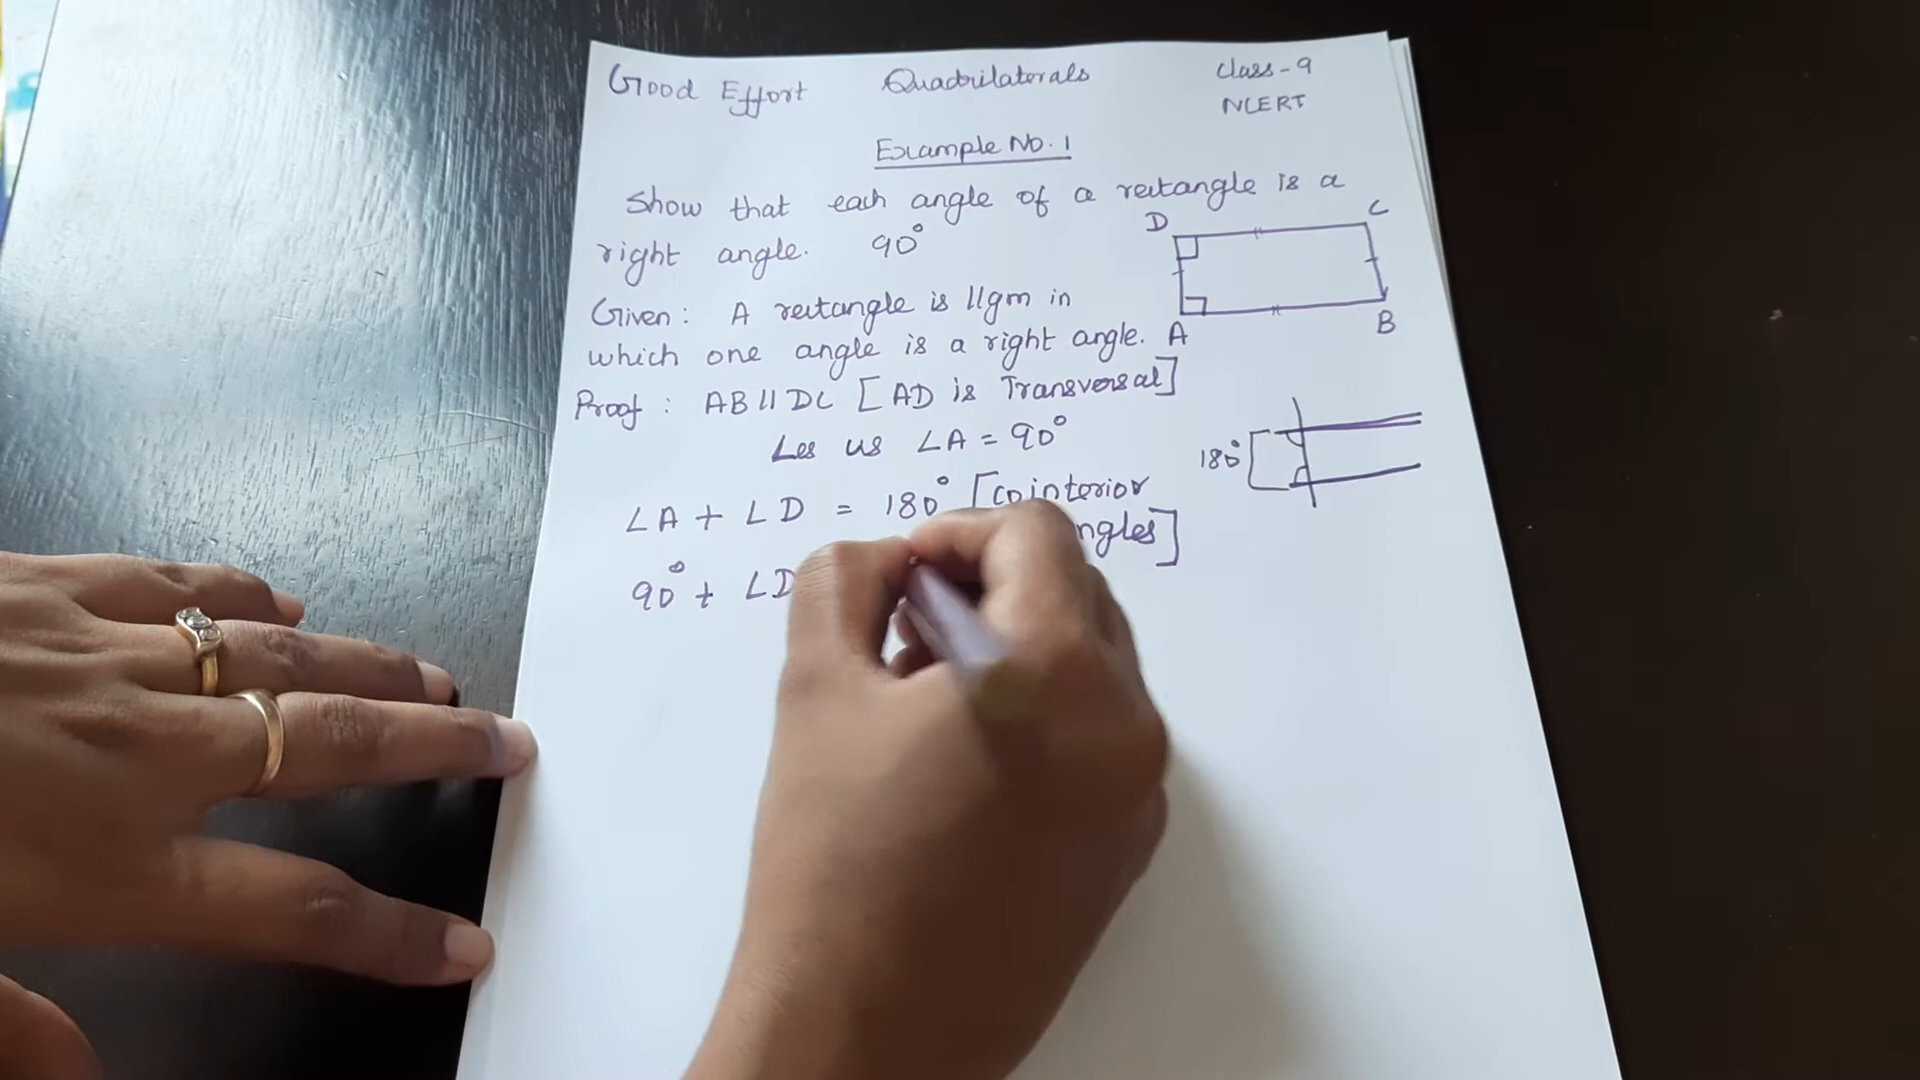 Good Effort Quadrilaterals Class-9
NCERT
Example No. 1
Show that each angle of a rectangle is a
right angle. 90°
D C
Given: A rectangle is llgm in
which one angle is a right angle. A B
Proof: AB ll DC [AD is Transversal]
Les us ∠A = 90°
180°
∠A + ∠D = 180° [cointerior
angles]
90° + ∠D